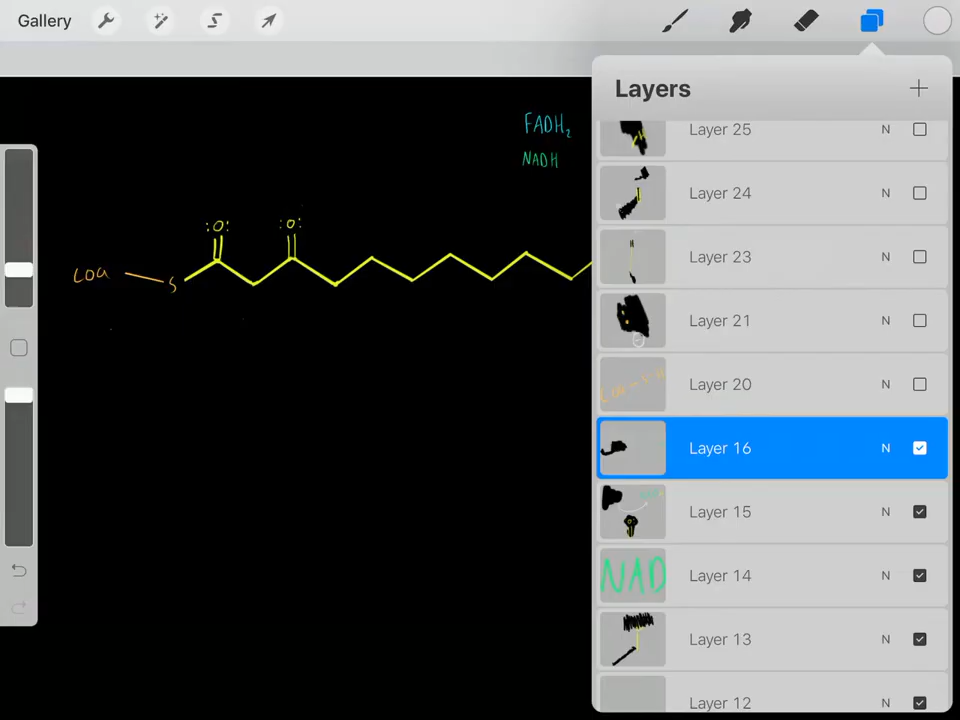 Gallery
Layers
Layer 25 N
FADH₂
NADH
Layer 24 N
:O: :O:
Layer 23 N
CoA S
Layer 21 N
Layer 20 N
Layer 16 N
Layer 15 N
NAD
Layer 14 N
Layer 13 N
Layer 12 N